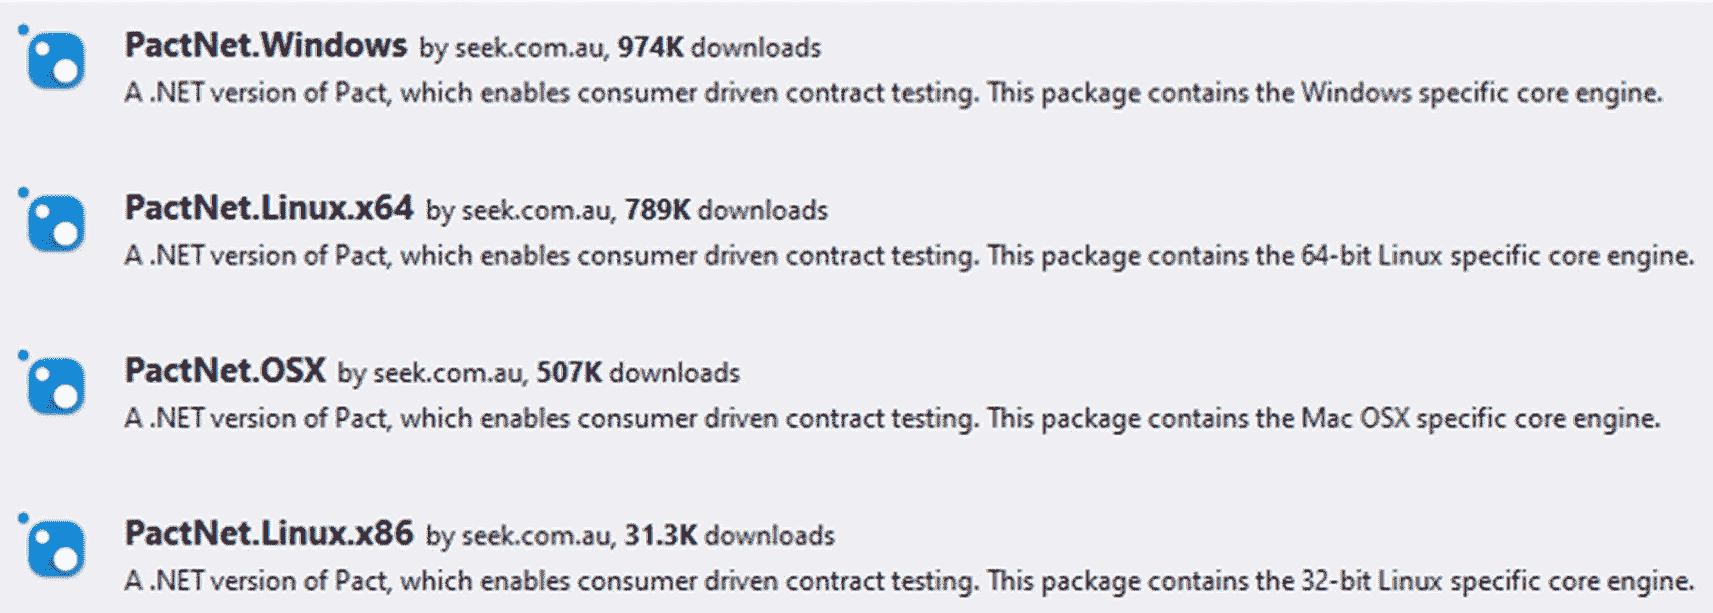 PactNet.Windows by seek.com.au, 974K downloads
A .NET version of Pact, which enables consumer driven contract testing. This package contains the Windows specific core engine.
PactNet.Linux.x64 by seek.com.au, 789K downloads
A .NET version of Pact, which enables consumer driven contract testing. This package contains the 64-bit Linux specific core engine.
PactNet.OSX by seek.com.au, 507K downloads
A .NET version of Pact, which enables consumer driven contract testing. This package contains the Mac OSX specific core engine.
PactNet.Linux.x86 by seek.com.au, 31.3K downloads
A .NET version of Pact, which enables consumer driven contract testing. This package contains the 32-bit Linux specific core engine.